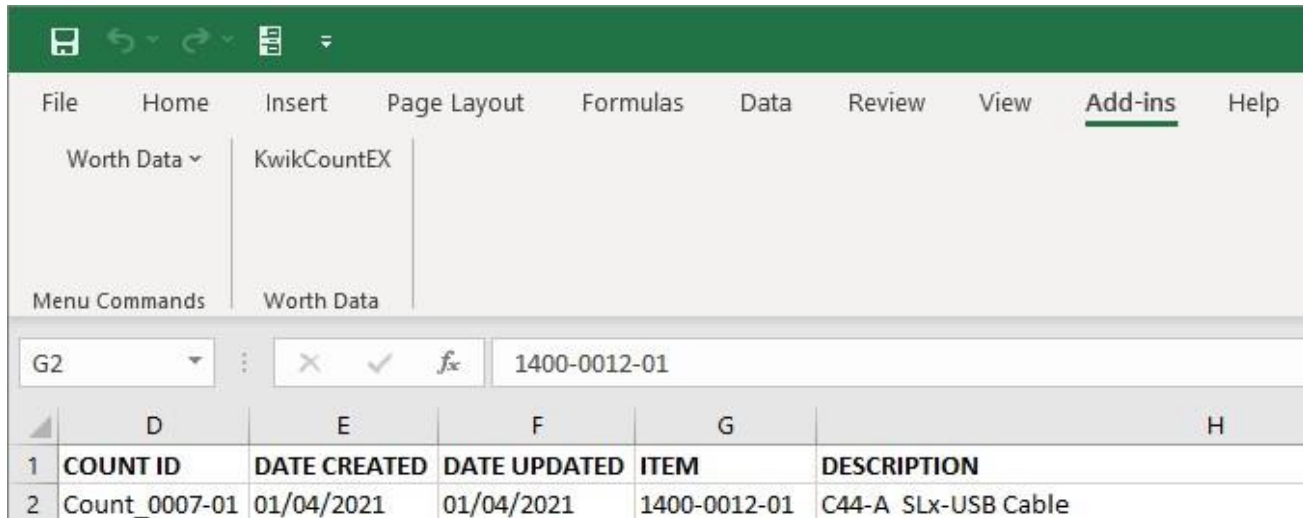 File Home Insert Page Layout Formulas Data Review View Add-ins Help
Worth Data KwikCountEX
Menu Commands Worth Data
G2 fx 1400-0012-01
D E F G H
1 COUNT ID DATE CREATED DATE UPDATED ITEM DESCRIPTION
2 Count_0007-01 01/04/2021 01/04/2021 1400-0012-01 C44-A SLx-USB Cable